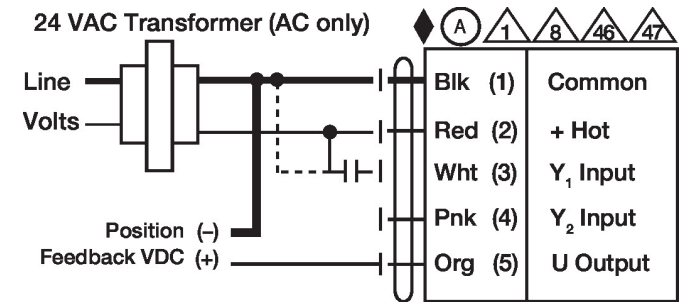 24 VAC Transformer (AC only)
A 1 8 46 47
Line
Volts
Blk (1) Common
Red (2) + Hot
Wht (3) Y1 Input
Pnk (4) Y2 Input
Position (–)
Feedback VDC (+)
Org (5) U Output